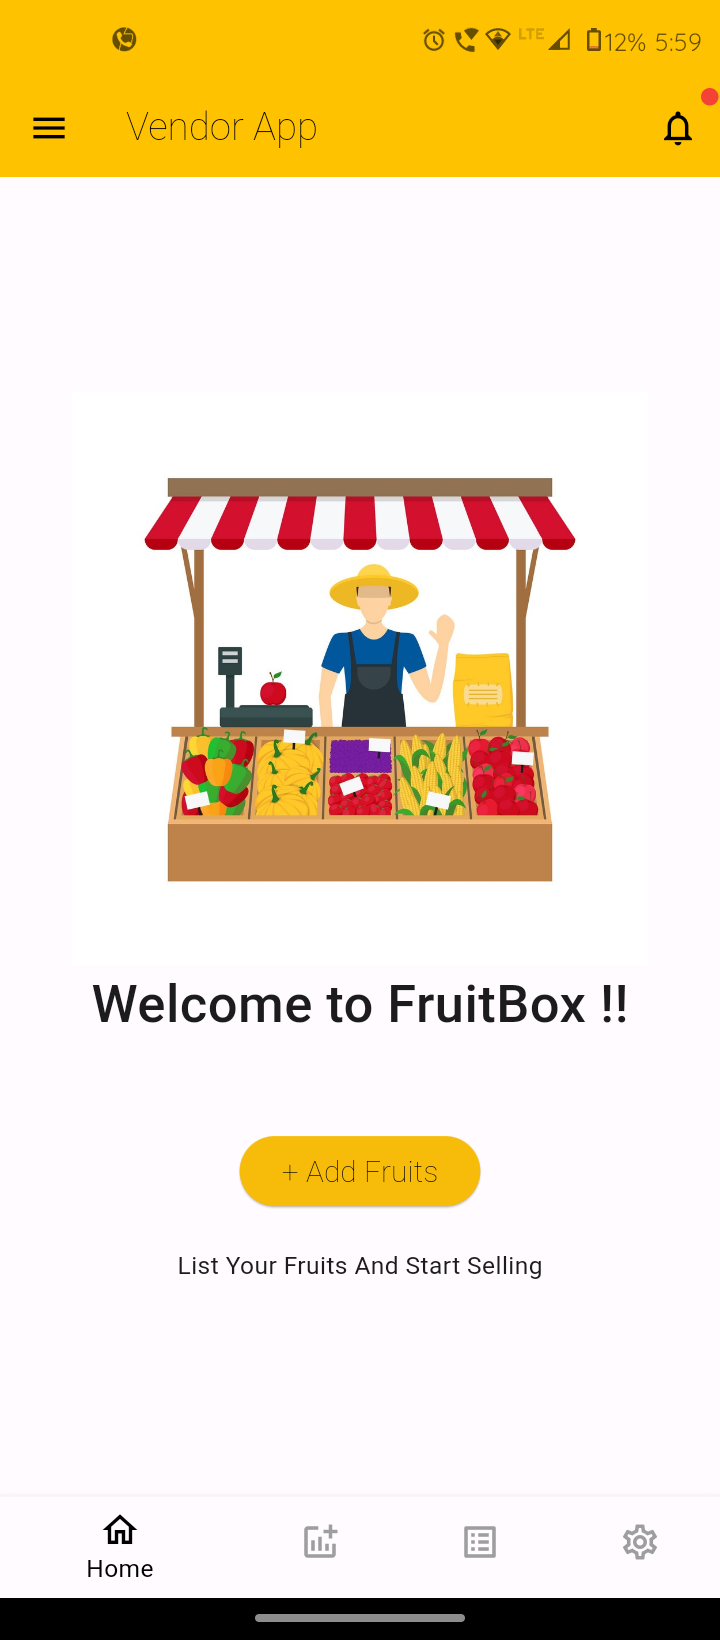 LTE 12% 5:59
Vendor App
Welcome to FruitBox !!
+ Add Fruits
List Your Fruits And Start Selling
Home